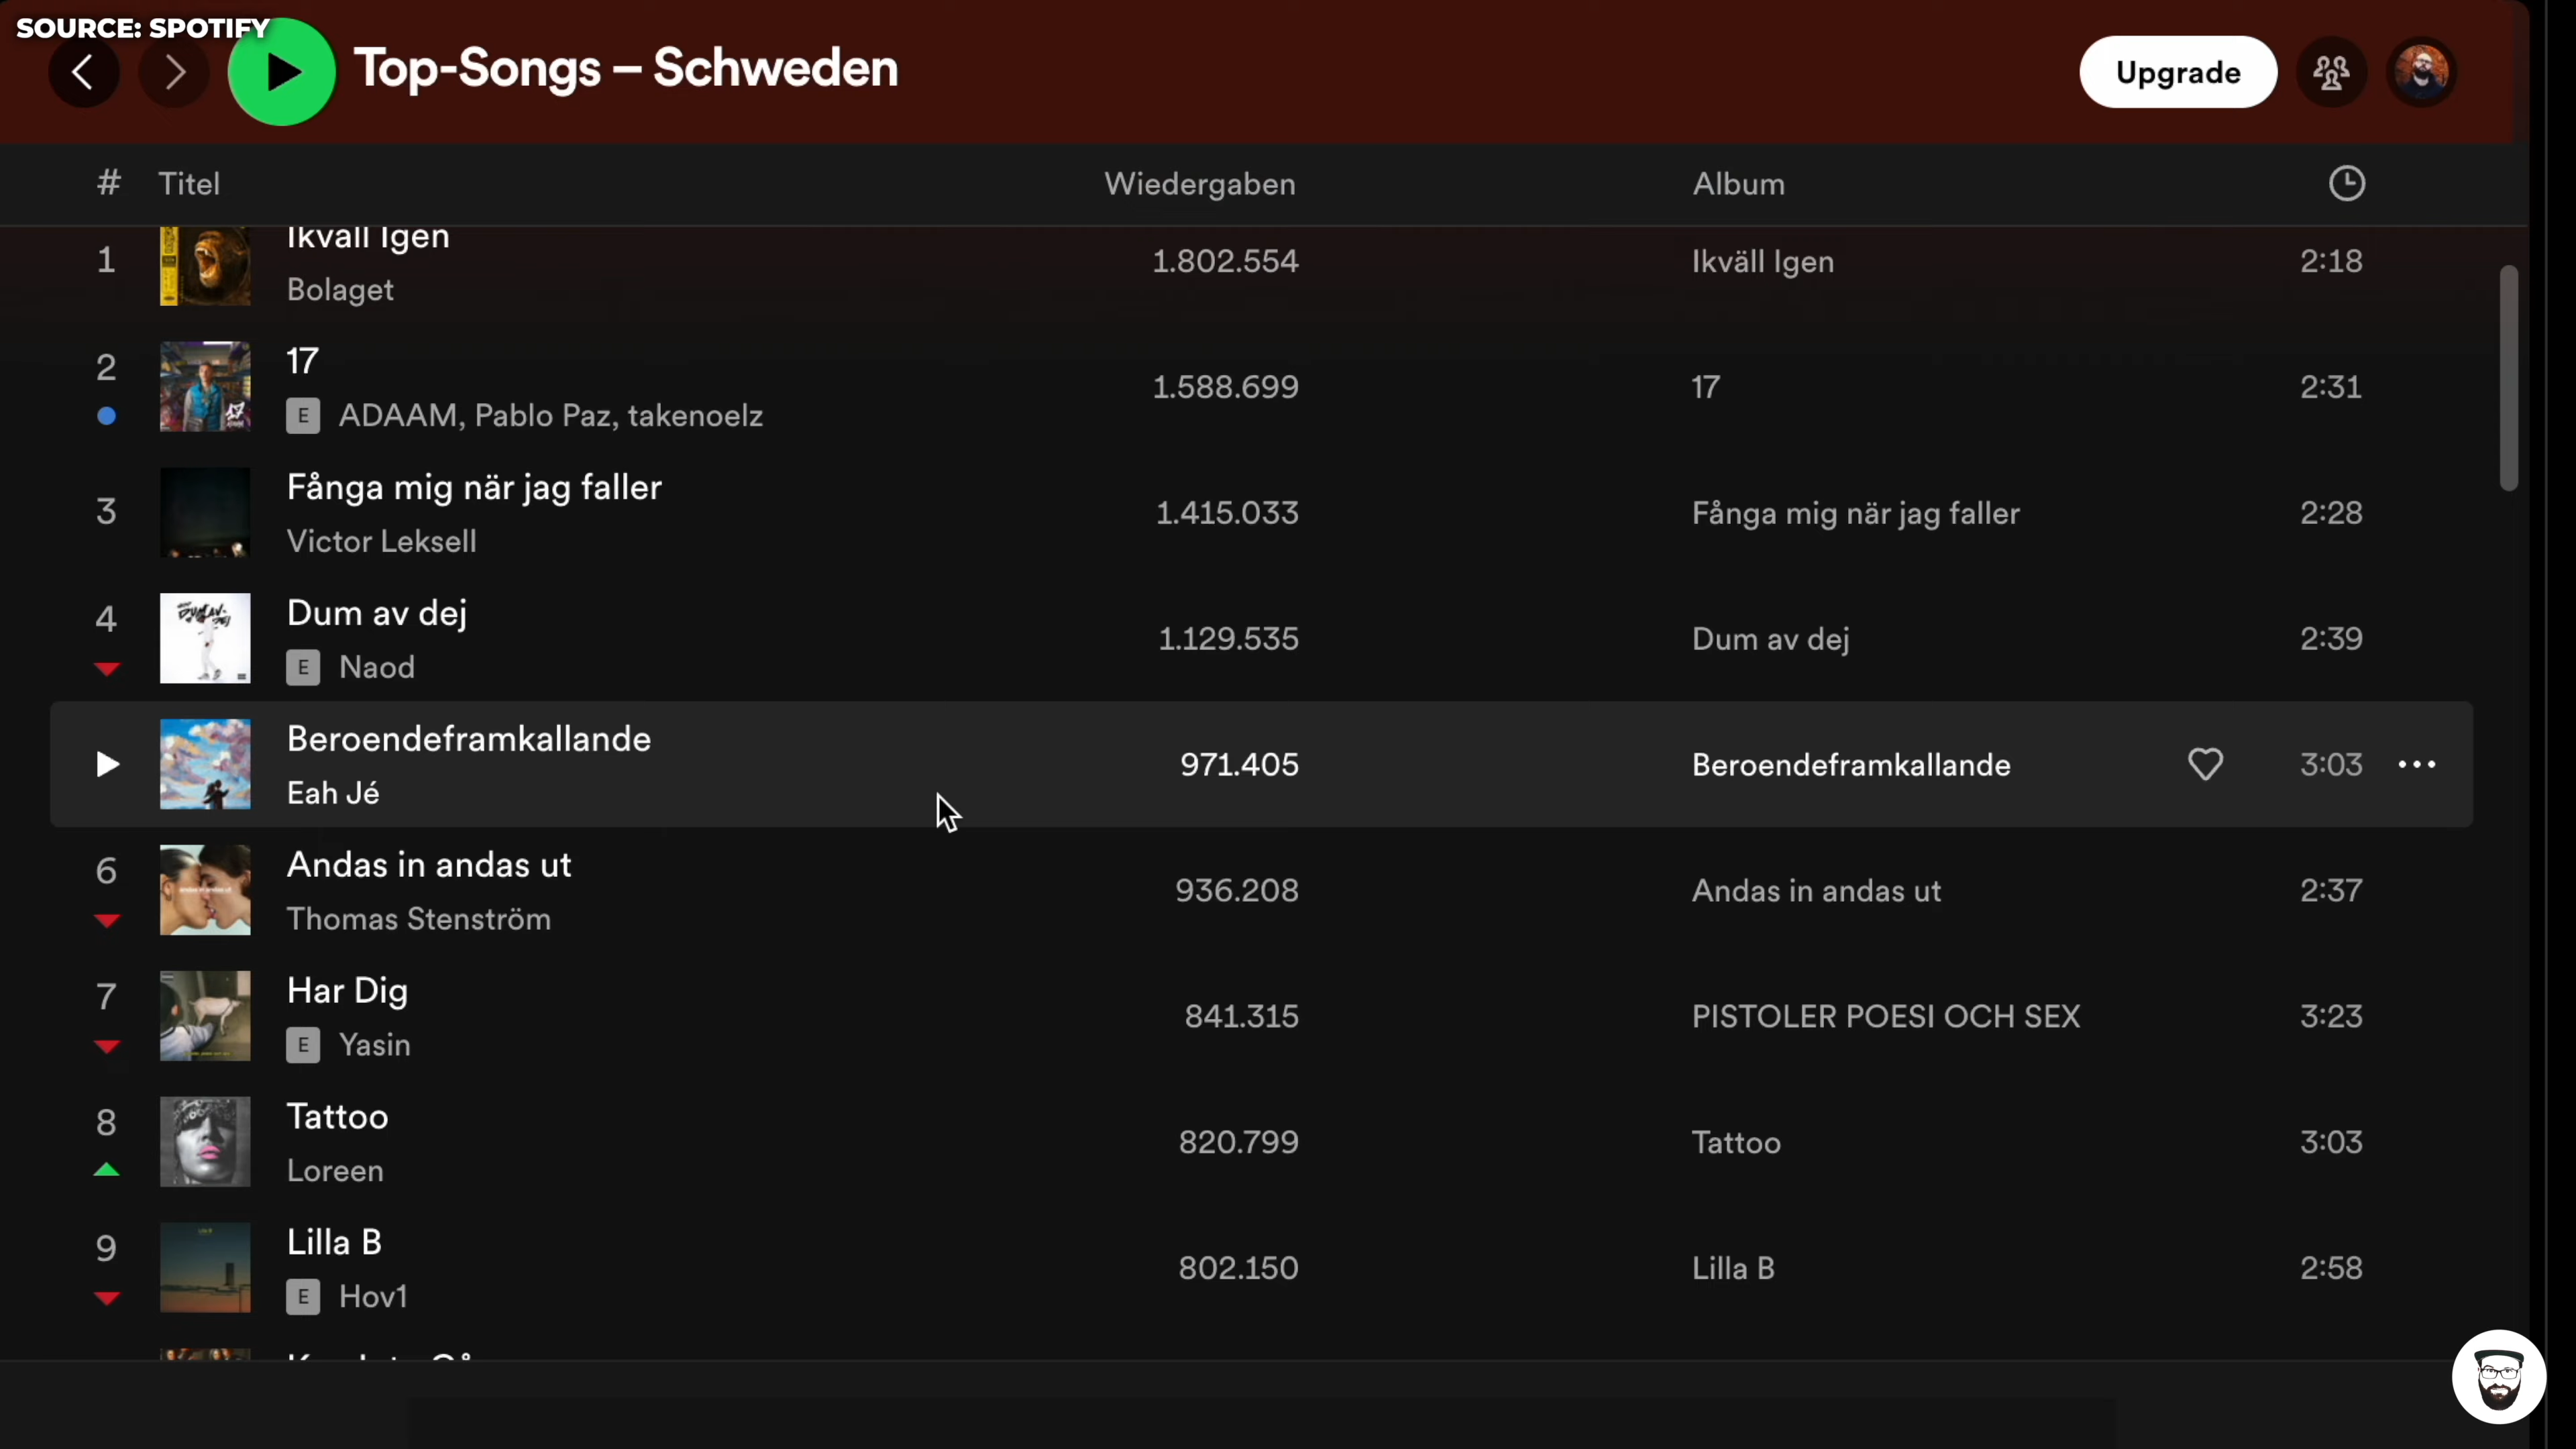 SOURCE: SPOTIFY
Top-Songs – Schweden
Upgrade
# Titel Wiedergaben Album
1 Ikväll Igen 1.802.554 Ikväll Igen 2:18
Bolaget
2 17 1.588.699 17 2:31
E ADAAM, Pablo Paz, takenoelz
3 Fånga mig när jag faller 1.415.033 Fånga mig när jag faller 2:28
Victor Leksell
4 Dum av dej 1.129.535 Dum av dej 2:39
E Naod
Beroendeframkallande 971.405 Beroendeframkallande 3:03
Eah Jé
6 Andas in andas ut 936.208 Andas in andas ut 2:37
Thomas Stenström
7 Har Dig 841.315 PISTOLER POESI OCH SEX 3:23
E Yasin
8 Tattoo 820.799 Tattoo 3:03
Loreen
9 Lilla B 802.150 Lilla B 2:58
E Hov1